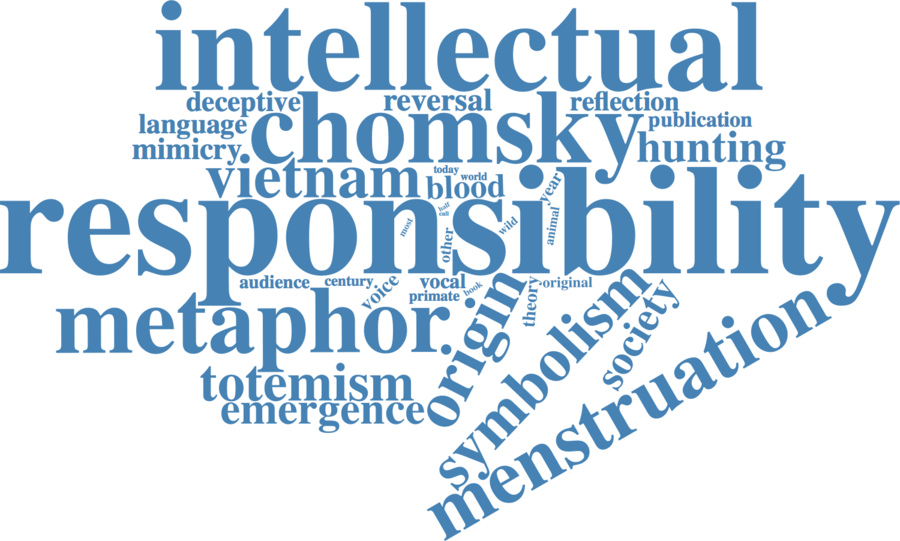 intellectual
deceptive reversal reflection
language chomsky publication
mimicry. hunting
vietnam today world
blood year
responsibility
half
call
most other wild animal
audience century. vocal original
voice primate book theory
metaphor. origin symbolism society
totemism
emergence
menstruation